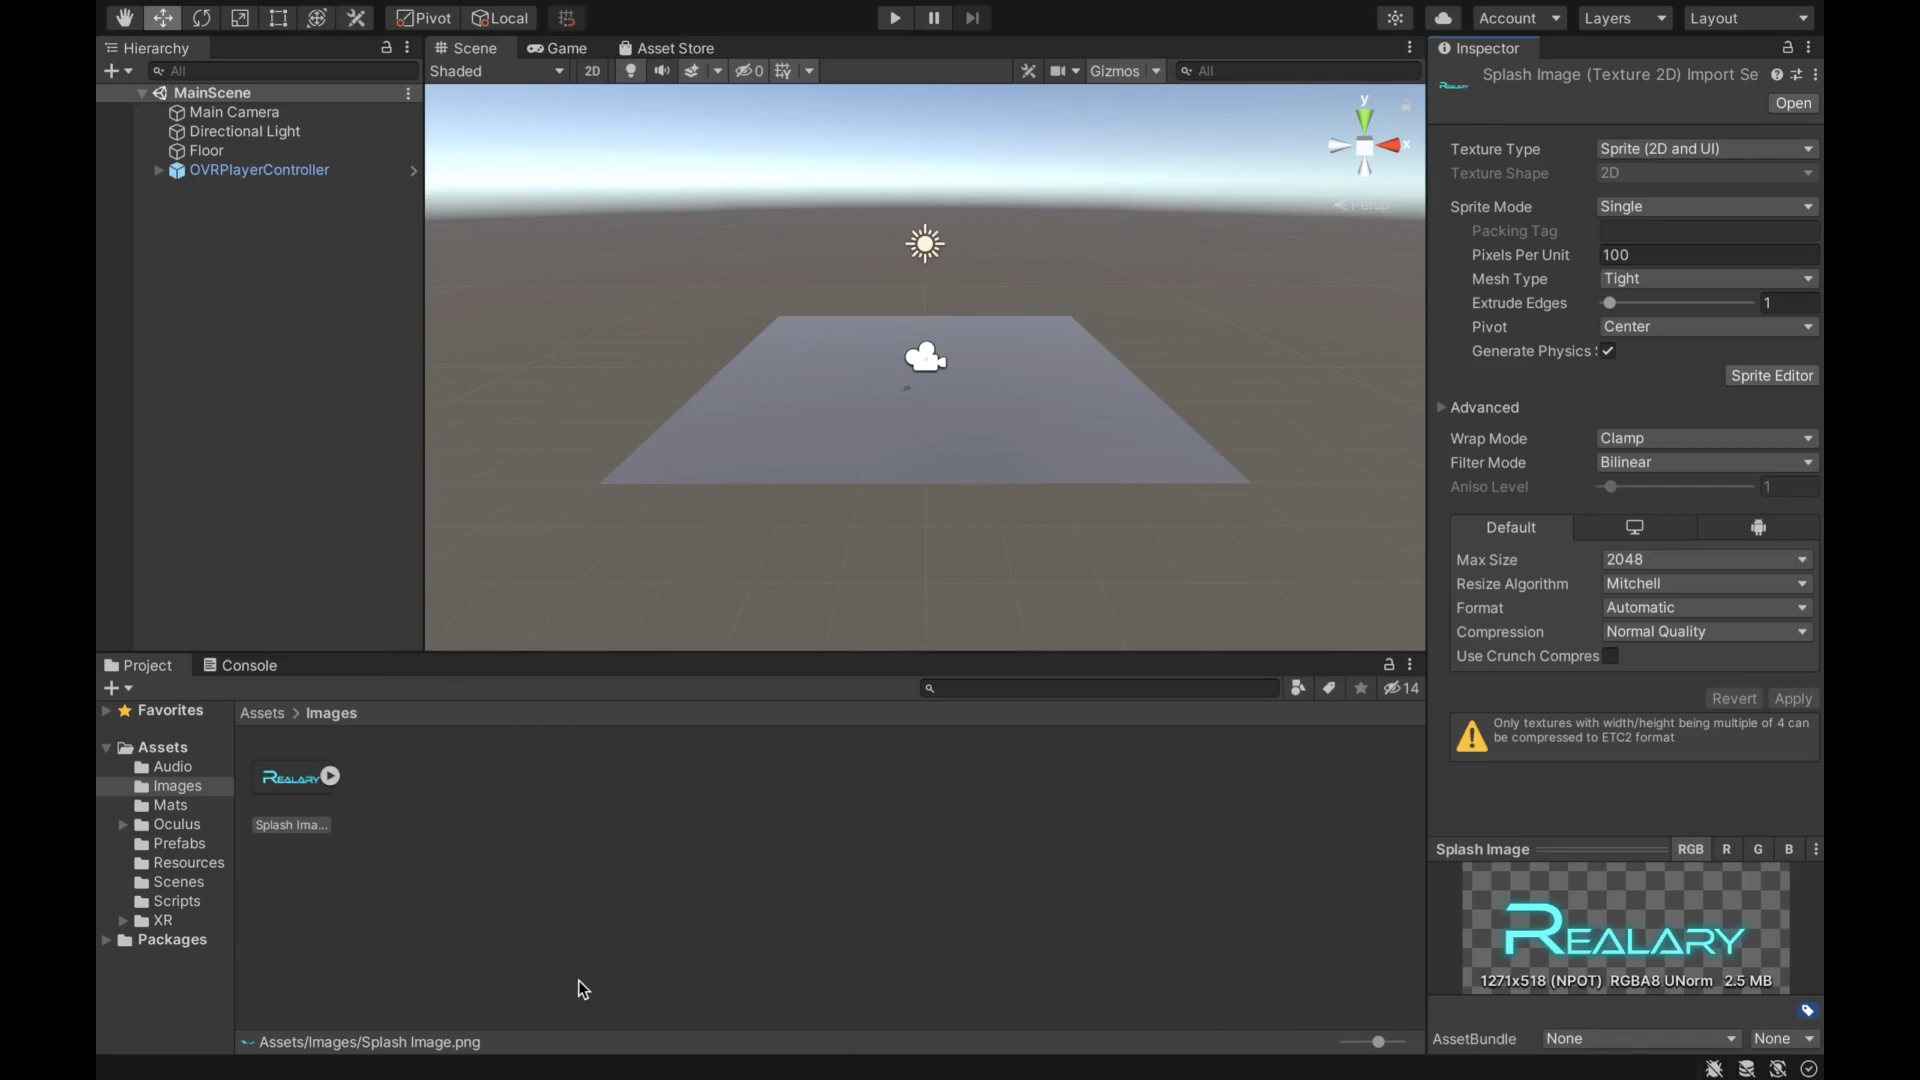 Pivot
Local
Account
Layers
Layout
Hierarchy
Scene
Game
Asset Store
Inspector
All
Shaded
2D
0
Gizmos
All
Splash Image (Texture 2D) Import Se
Open
MainScene
Main Camera
Directional Light
Floor
OVRPlayerController
y
x
Persp
Texture Type
Sprite (2D and UI)
Texture Shape
2D
Sprite Mode
Single
Packing Tag
Pixels Per Unit
100
Mesh Type
Tight
Extrude Edges
1
Pivot
Center
Generate Physics
Sprite Editor
Advanced
Wrap Mode
Clamp
Filter Mode
Bilinear
Aniso Level
1
Default
Max Size
2048
Resize Algorithm
Mitchell
Format
Automatic
Compression
Normal Quality
Use Crunch Compres
Revert
Apply
Only textures with width/height being multiple of 4 can
be compressed to ETC2 format
Project
Console
14
Favorites
Assets > Images
Assets
Audio
Images
Mats
Oculus
Prefabs
Resources
Scenes
Scripts
XR
Packages
REALARY
Splash Ima...
Splash Image
RGB
R
G
B
REALARY
1271x518 (NPOT) RGBA8 UNorm 2.5 MB
Assets/Images/Splash Image.png
AssetBundle
None
None